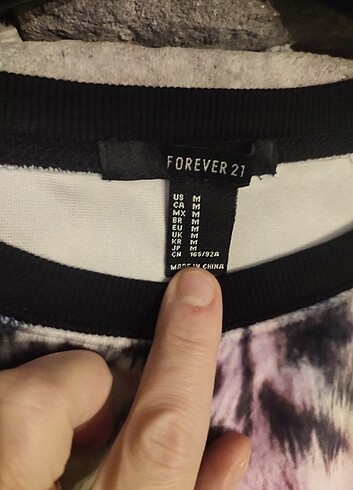 FOREVER 21
US M
CA M
MX M
BR M
EU M
UK M
KR M
JP M
CN 165/92A
MADE IN CHINA